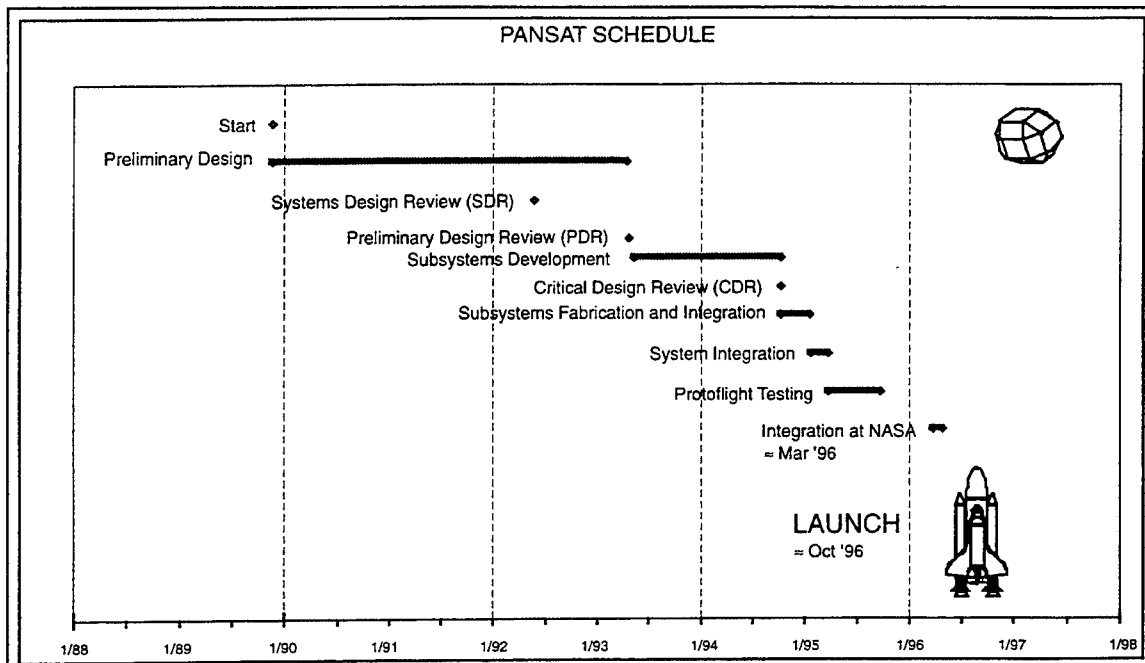 PANSAT SCHEDULE
Start
Preliminary Design
Systems Design Review (SDR)
Preliminary Design Review (PDR)
Subsystems Development
Critical Design Review (CDR)
Subsystems Fabrication and Integration
System Integration
Protoflight Testing
Integration at NASA
≈ Mar '96
LAUNCH
≈ Oct '96
1/88 1/89 1/90 1/91 1/92 1/93 1/94 1/95 1/96 1/97 1/98